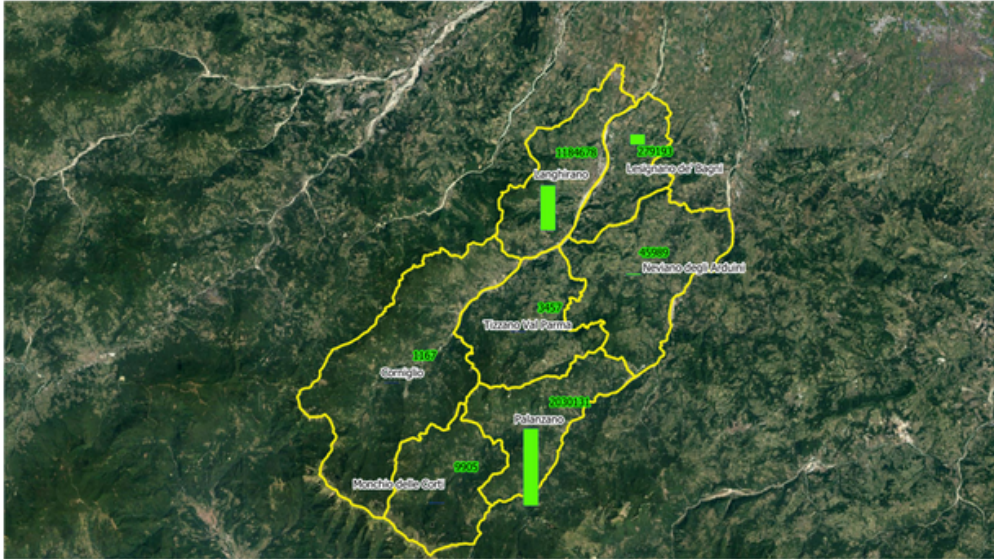 1184678
Langhirano
279193
Lesignano de' Bagni
45989
Neviano degli Arduini
3457
Tizzano Val Parma
1167
Corniglio
2030131
Palanzano
9905
Monchio delle Corti